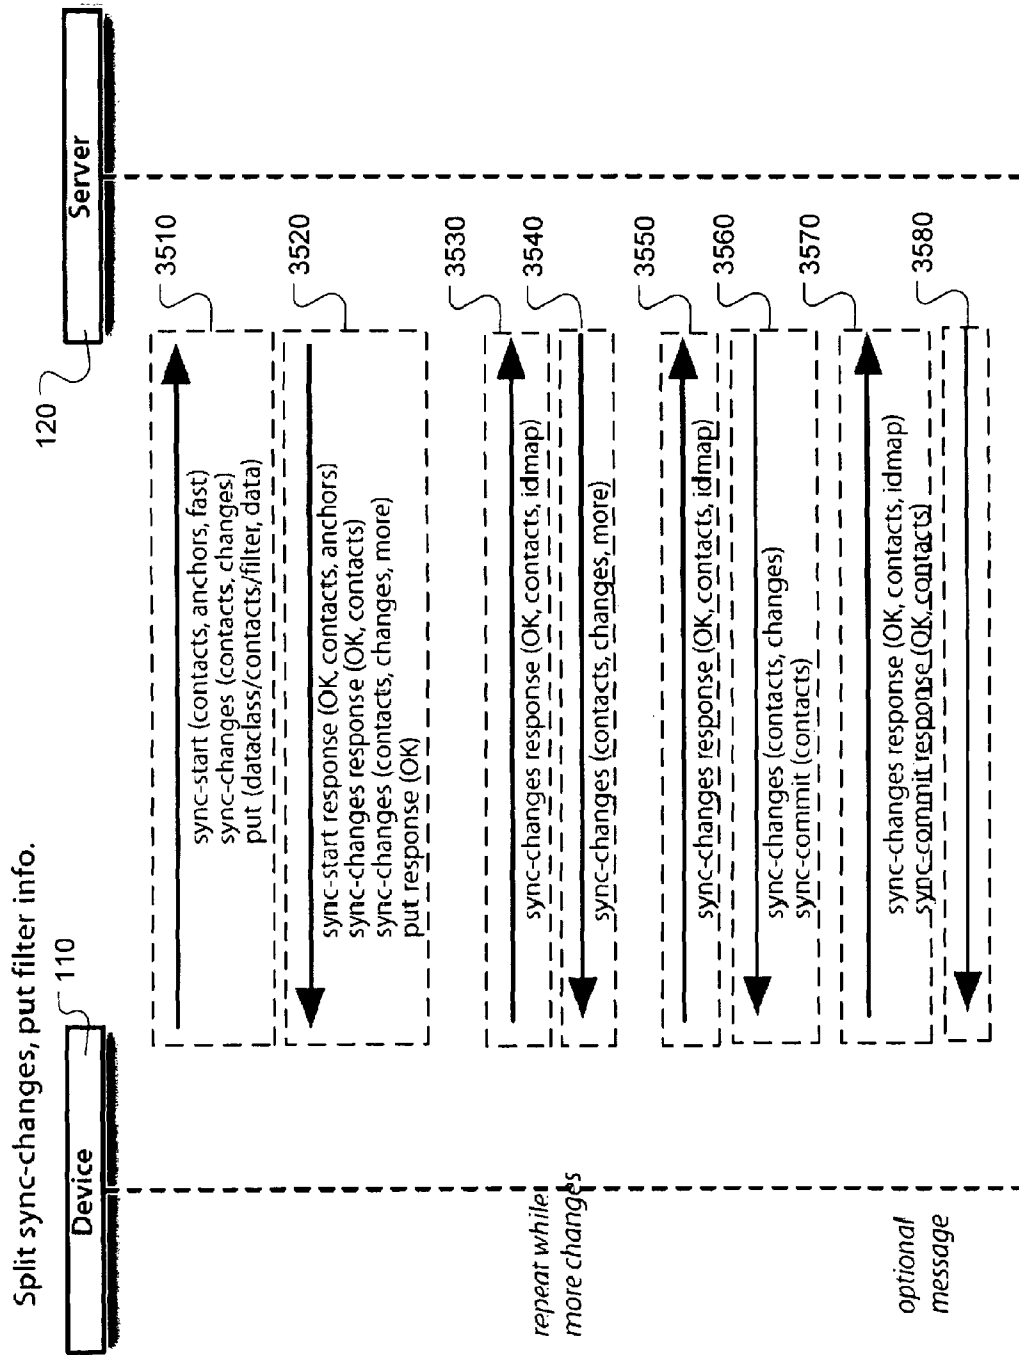 Split sync-changes, put filter info.
Device
110
Server
120
sync-start (contacts, anchors, fast)
sync-changes (contacts, changes)
put (dataclass/contacts/filter, data)
3510
sync-start response (OK, contacts, anchors)
sync-changes response (OK, contacts)
sync-changes (contacts, changes, more)
put response (OK)
3520
repeat while
more changes
sync-changes response (OK, contacts, idmap)
3530
sync-changes (contacts, changes, more)
3540
sync-changes response (OK, contacts, idmap)
3550
sync-changes (contacts, changes)
sync-commit (contacts)
3560
optional
message
sync-changes response (OK, contacts, idmap)
sync-commit response (OK, contacts)
3570
3580